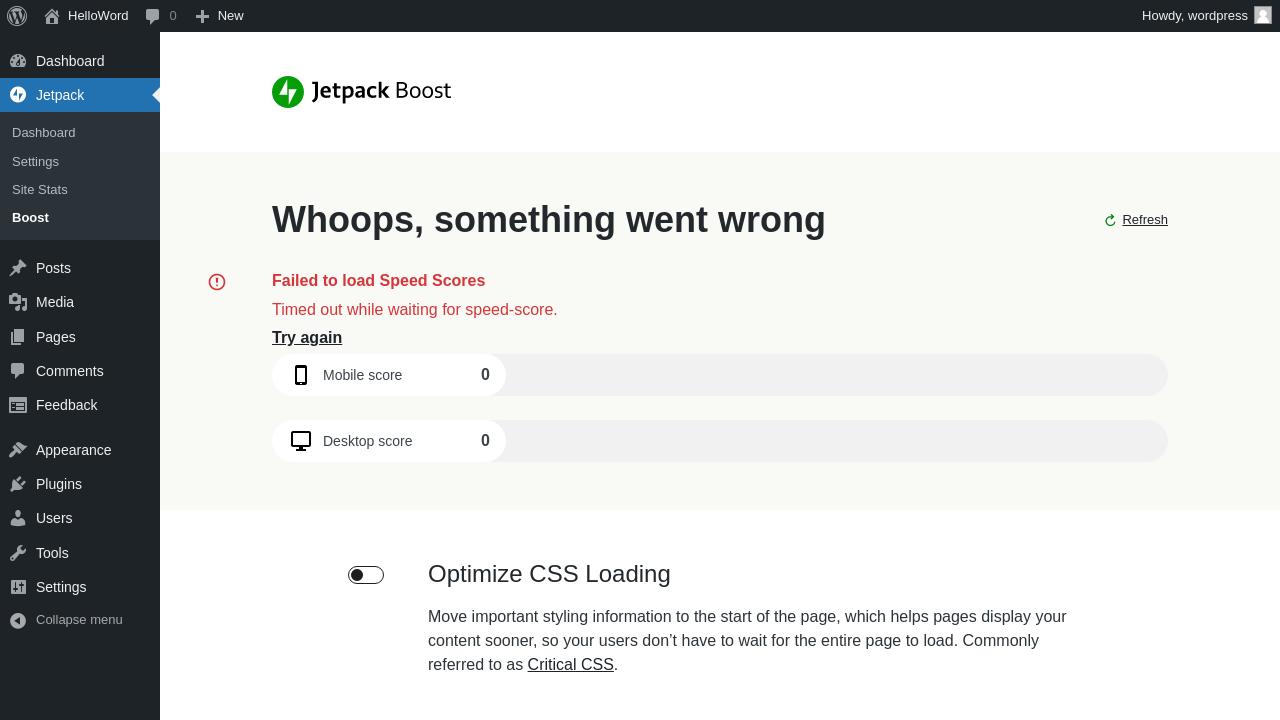 HelloWord
0
New
Howdy, wordpress
Dashboard
Jetpack
Dashboard
Settings
Site Stats
Boost
Posts
Media
Pages
Comments
Feedback
Appearance
Plugins
Users
Tools
Settings
Collapse menu
Jetpack Boost
Whoops, something went wrong
Refresh
Failed to load Speed Scores
Timed out while waiting for speed-score.
Try again
Mobile score 0
Desktop score 0
Optimize CSS Loading
Move important styling information to the start of the page, which helps pages display your
content sooner, so your users don’t have to wait for the entire page to load. Commonly
referred to as Critical CSS.